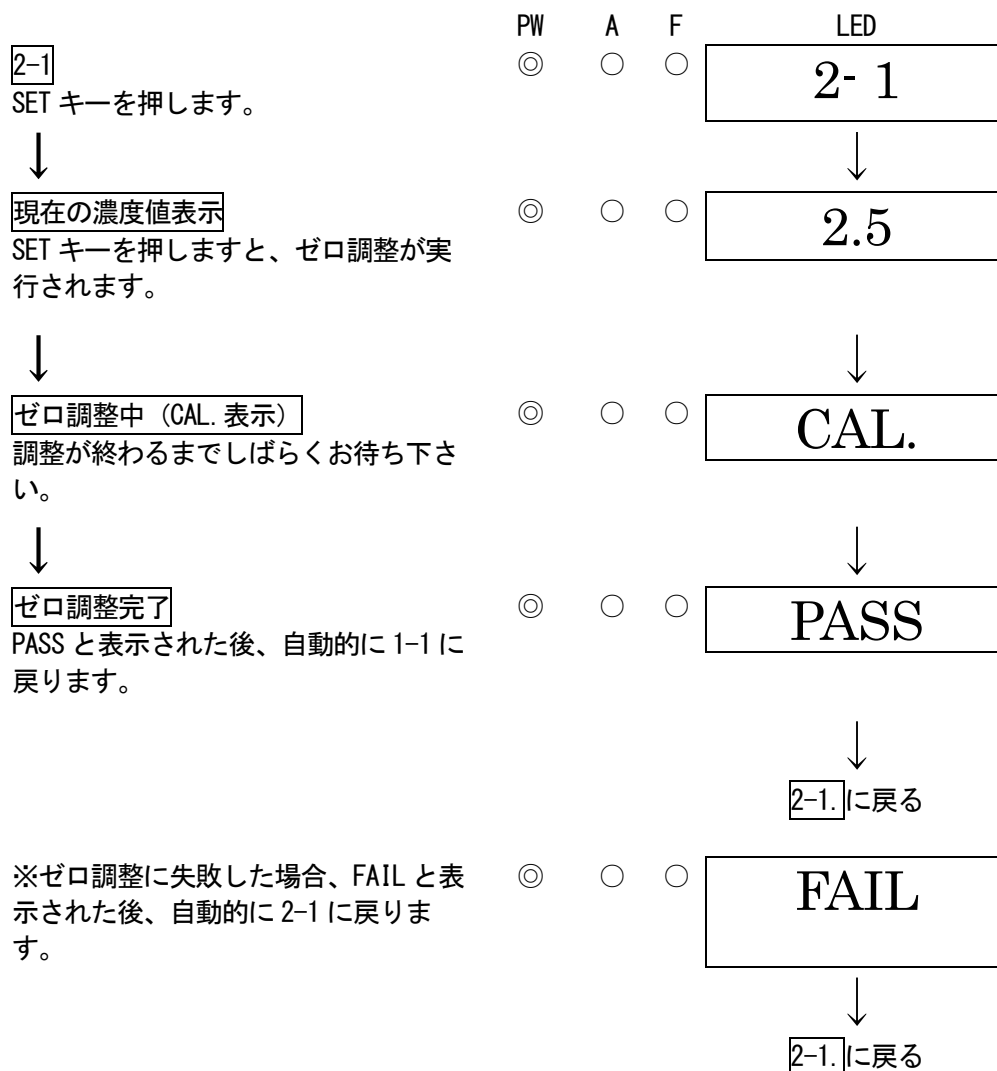 PW A F LED
2-1 ◎ ○ ○ 2- 1
SET キーを押します。
↓ ↓
現在の濃度値表示 ◎ ○ ○ 2.5
SET キーを押しますと、ゼロ調整が実
行されます。
↓ ↓
ゼロ調整中（CAL.表示） ◎ ○ ○ CAL.
調整が終わるまでしばらくお待ち下さ
い。
↓ ↓
ゼロ調整完了 ◎ ○ ○ PASS
PASS と表示された後、自動的に 1-1 に
戻ります。
↓
2-1.に戻る
※ゼロ調整に失敗した場合、FAIL と表 ◎ ○ ○ FAIL
示された後、自動的に 2-1 に戻りま
す。
↓
2-1.に戻る